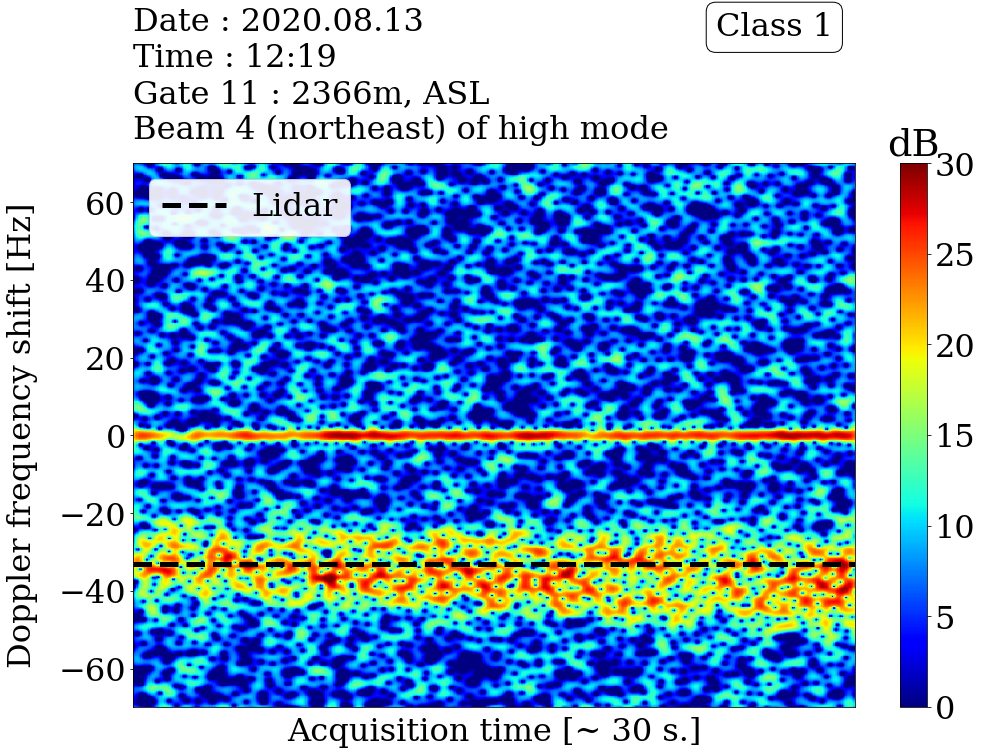 Date : 2020.08.13
Time : 12:19
Gate 11 : 2366m, ASL
Beam 4 (northeast) of high mode
Class 1
dB
Lidar
Doppler frequency shift [Hz]
60
40
20
0
−20
−40
−60
30
25
20
15
10
5
0
Acquisition time [~ 30 s.]